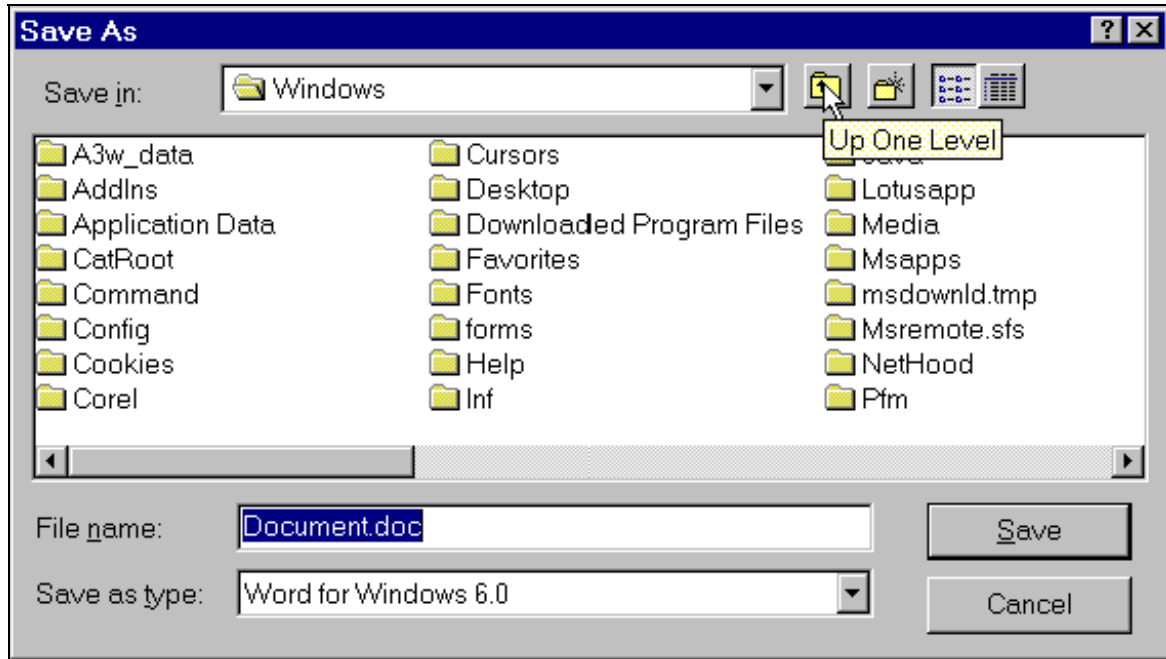 Save As
Save in: Windows
Up One Level
A3w_data Cursors Java
AddIns Desktop Lotusapp
Application Data Downloaded Program Files Media
CatRoot Favorites Msapps
Command Fonts msdownld.tmp
Config forms Msremote.sfs
Cookies Help NetHood
Corel Inf Pfm
File name: Document.doc Save
Save as type: Word for Windows 6.0 Cancel